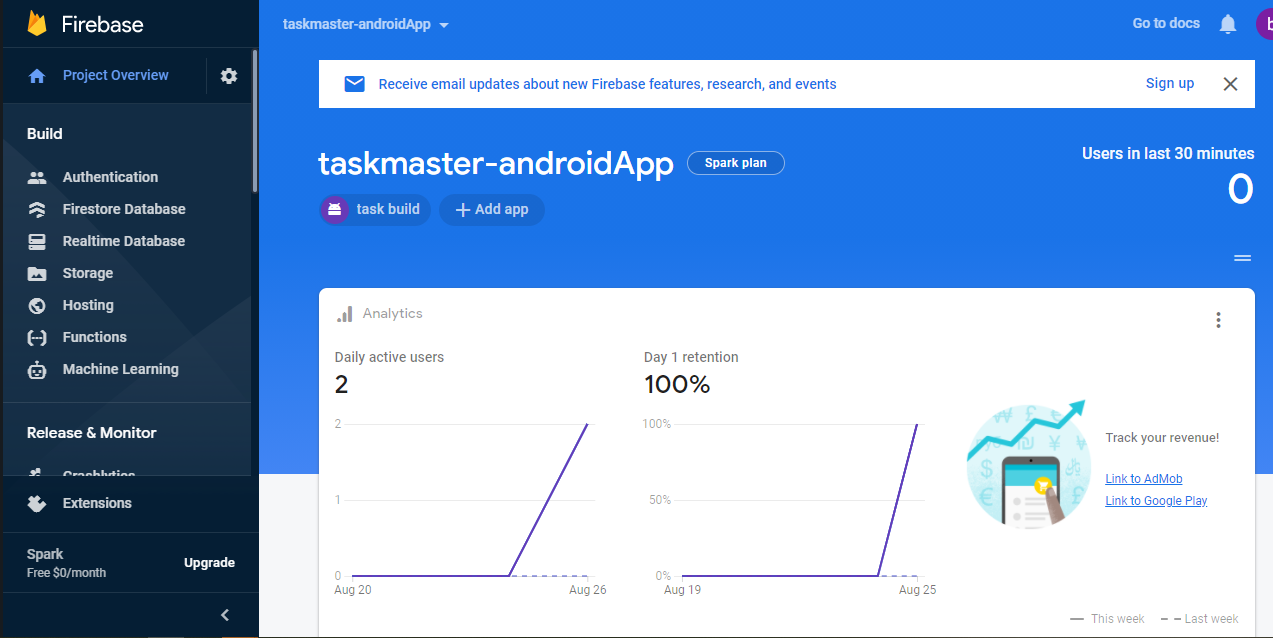 Firebase
Project Overview
Build
Authentication
Firestore Database
Realtime Database
Storage
Hosting
Functions
Machine Learning
Release & Monitor
Crashlytics
Extensions
Spark
Free $0/month
Upgrade
taskmaster-androidApp
Go to docs
b
Receive email updates about new Firebase features, research, and events
Sign up
taskmaster-androidApp
Spark plan
Users in last 30 minutes
0
task build
Add app
Analytics
Daily active users
2
2
1
0
Aug 20
Aug 26
Day 1 retention
100%
100%
50%
0%
Aug 19
Aug 25
Track your revenue!
Link to AdMob
Link to Google Play
This week
Last week